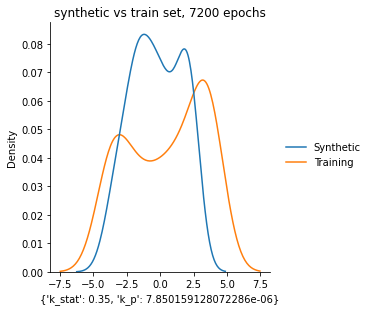 synthetic vs train set, 7200 epochs
0.08
0.07
0.06
0.05
0.04
0.03
0.02
0.01
0.00
Density
−7.5 −5.0 −2.5 0.0 2.5 5.0 7.5
{'k_stat': 0.35, 'k_p': 7.850159128072286e-06}
Synthetic
Training